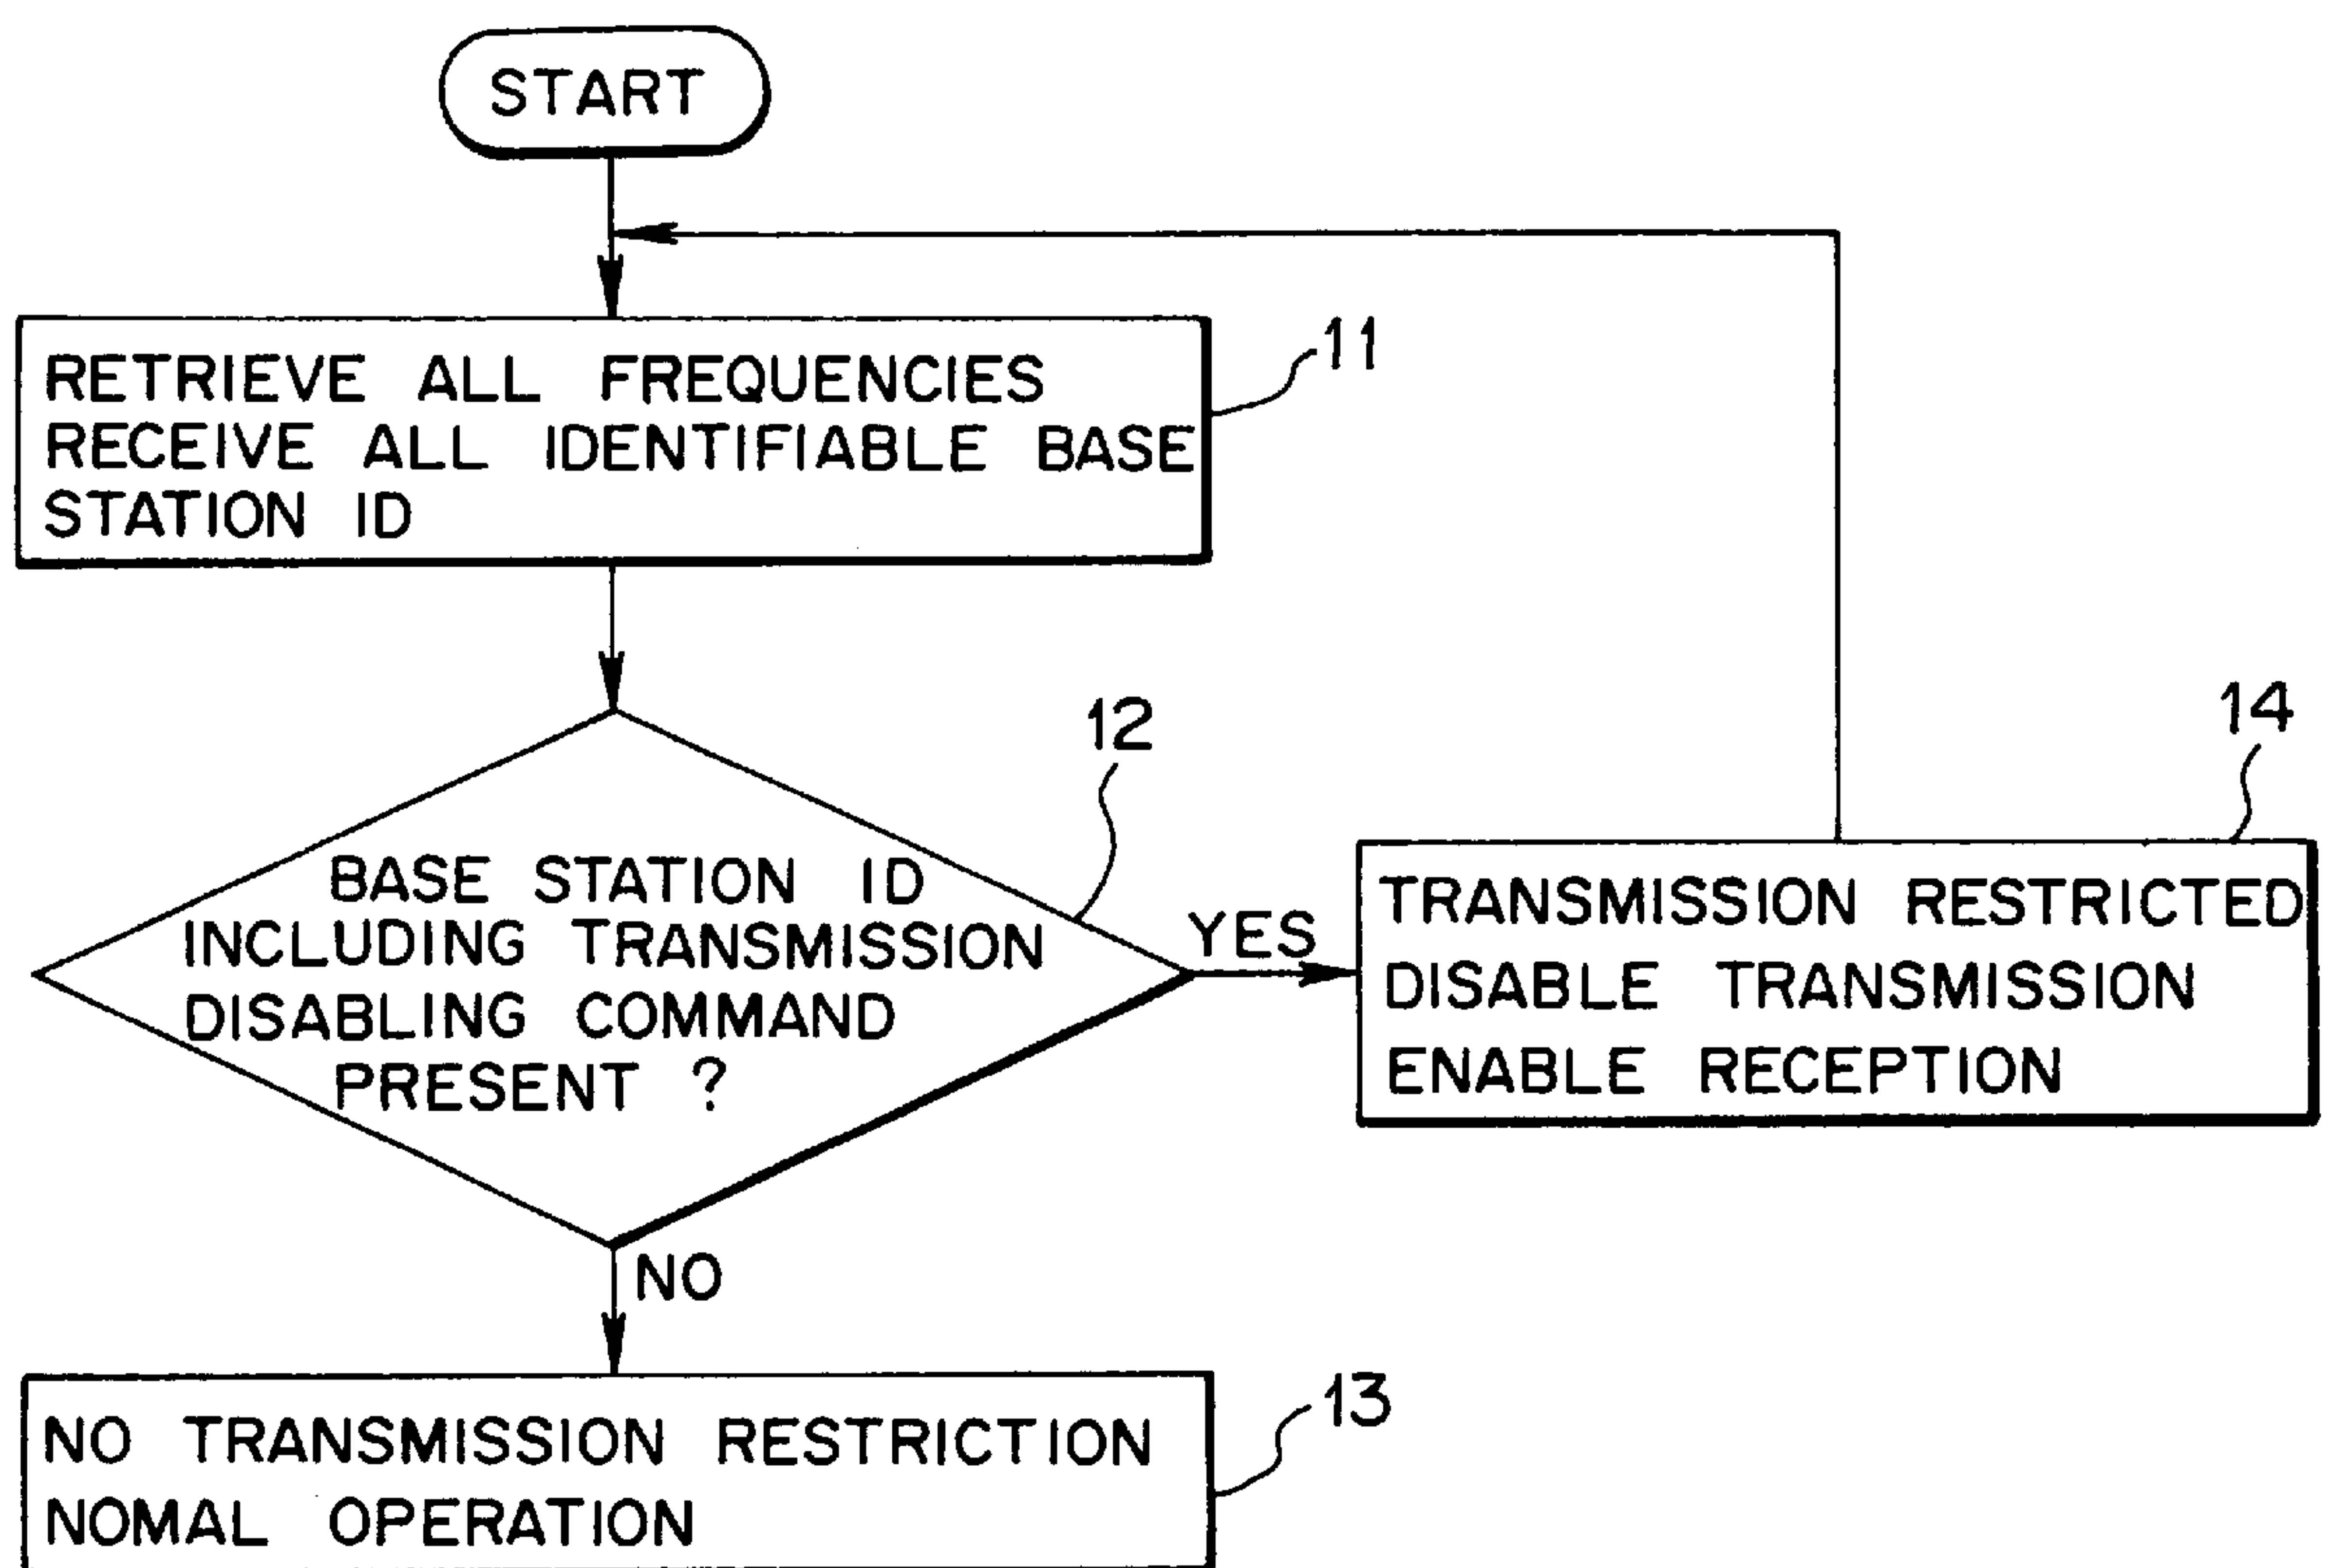 START
RETRIEVE ALL FREQUENCIES
RECEIVE ALL IDENTIFIABLE BASE
STATION ID
11
BASE STATION ID
INCLUDING TRANSMISSION
DISABLING COMMAND
PRESENT ?
12
YES
TRANSMISSION RESTRICTED
DISABLE TRANSMISSION
ENABLE RECEPTION
14
NO
NO TRANSMISSION RESTRICTION
NOMAL OPERATION
13